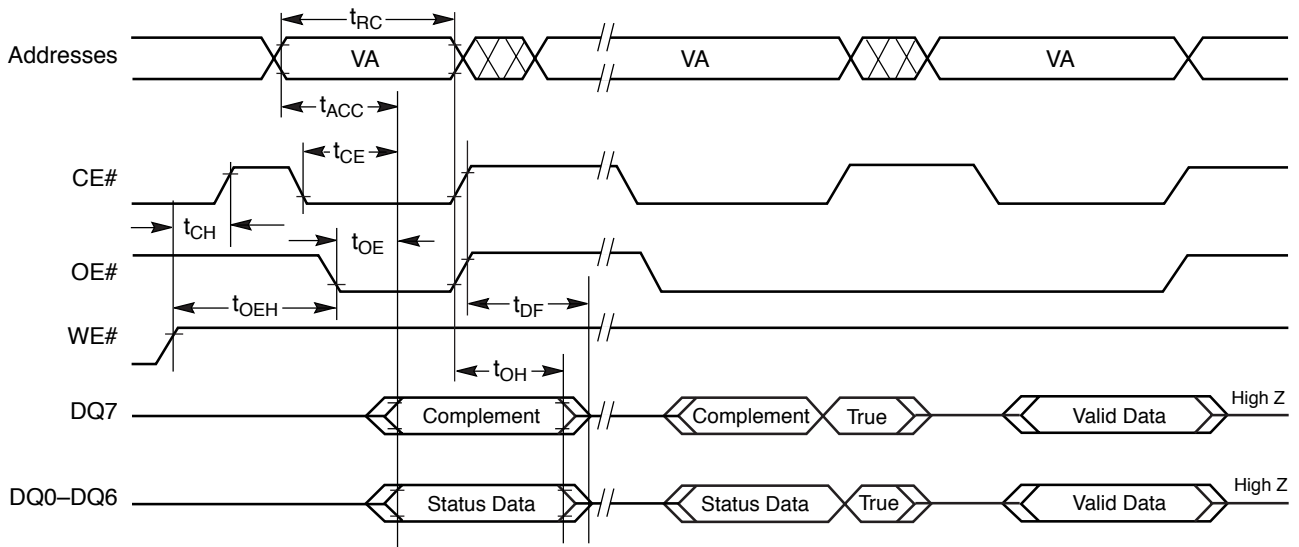 tRC
Addresses VA VA VA
tACC
tCE
CE#
tCH
tOE
OE#
tOEH
tDF
WE#
tOH
DQ7 Complement Complement True Valid Data High Z
DQ0–DQ6 Status Data Status Data True Valid Data High Z